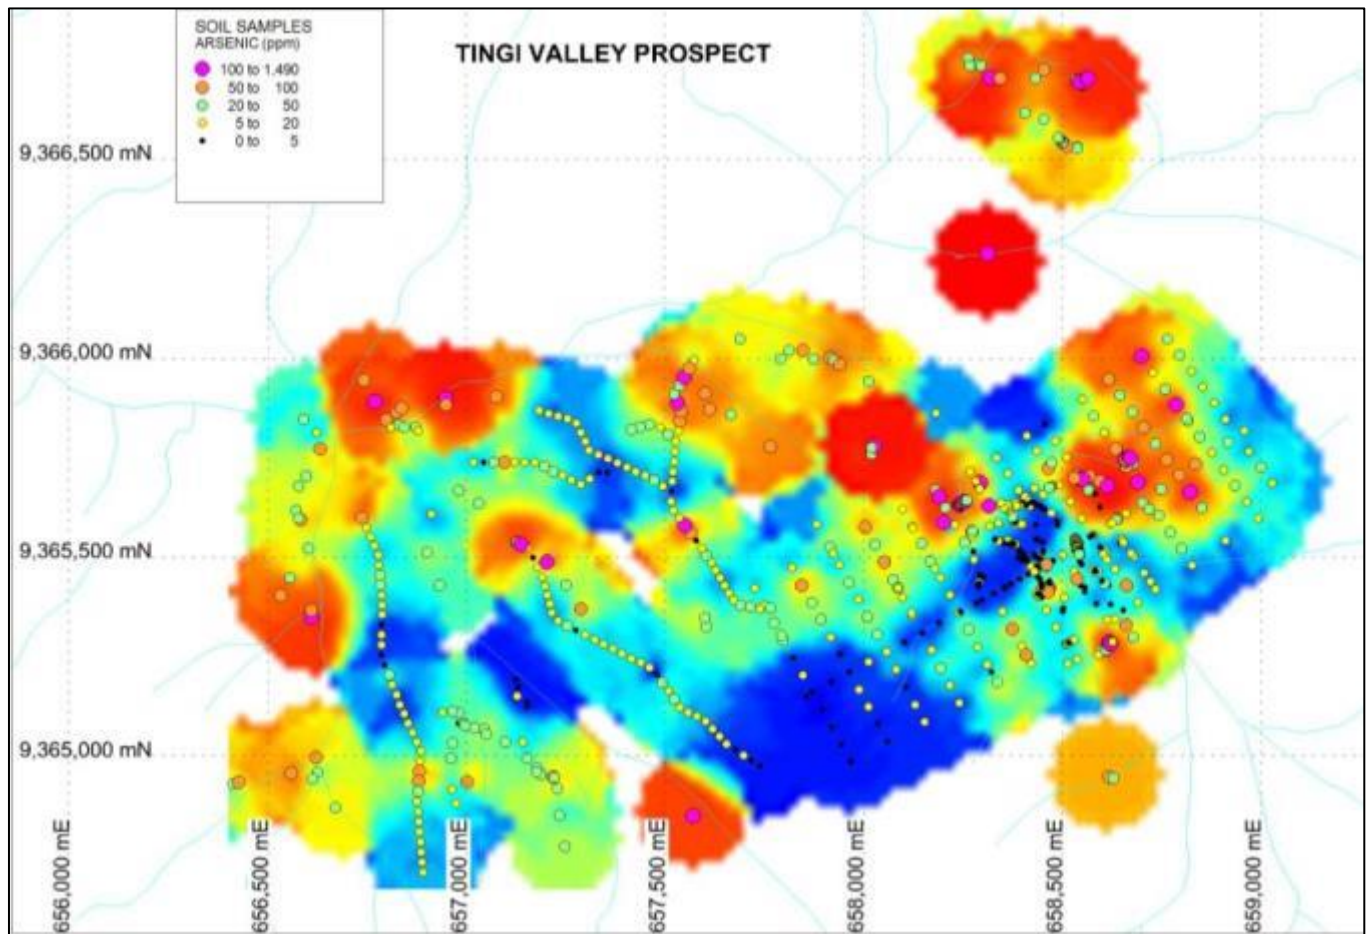 SOIL SAMPLES
ARSENIC (ppm)
TINGI VALLEY PROSPECT
100 to 1.490
50 to 100
20 to 50
5 to 20
0 to 5
9,366,500 mN
9,366,000 mN
9,365,500 mN
9,365,000 mN
656,000 mE
656,500 mE
657,000 mE
657,500 mE
658,000 mE
658,500 mE
659,000 mE